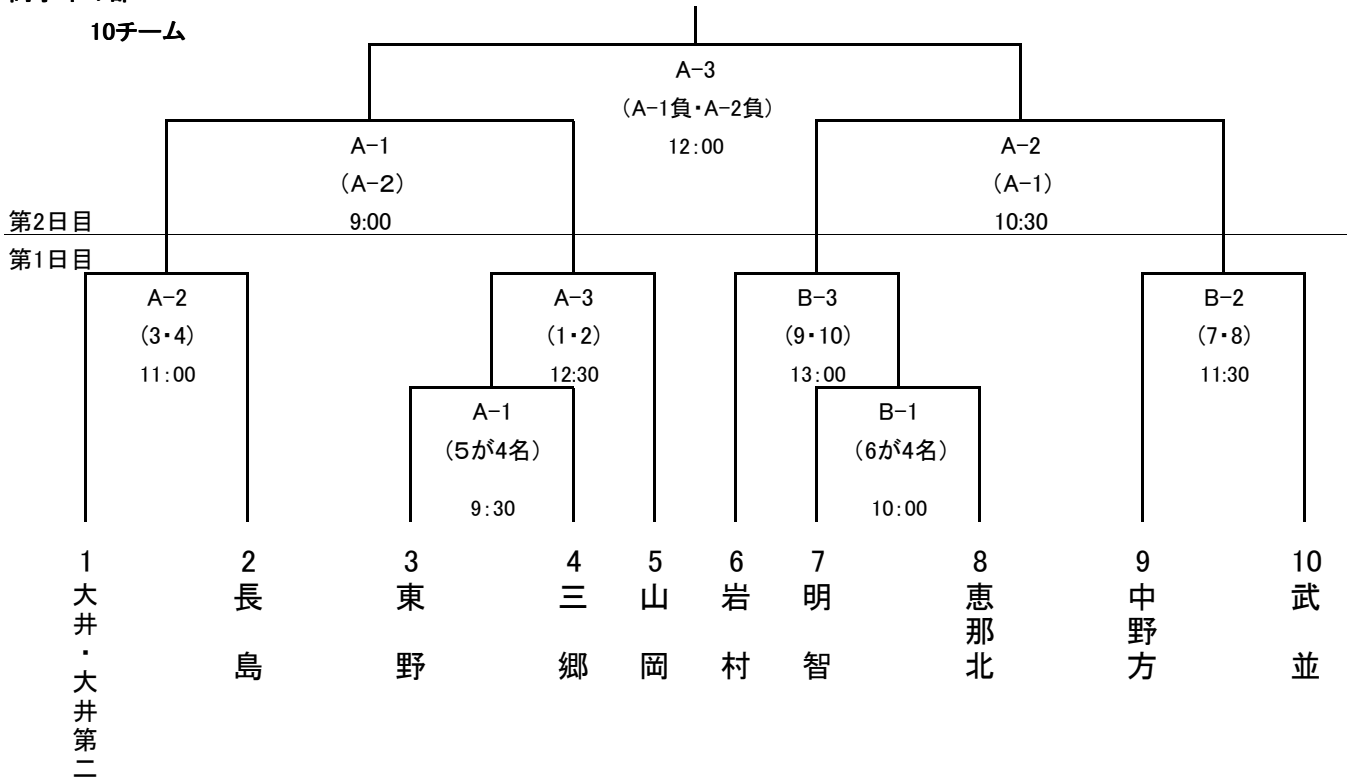 10チーム
A-3
(A-1負・A-2負)
12:00
A-1
(A-2)
9:00
A-2
(A-1)
10:30
第2日目
第1日目
A-2
(3・4)
11:00
A-3
(1・2)
12:30
B-3
(9・10)
13:00
B-2
(7・8)
11:30
A-1
(5が4名)
9:30
B-1
(6が4名)
10:00
1
大井・大井第二
2
長島
3
東野
4
三郷
5
山岡
6
岩村
7
明智
8
恵那北
9
中野方
10
武並